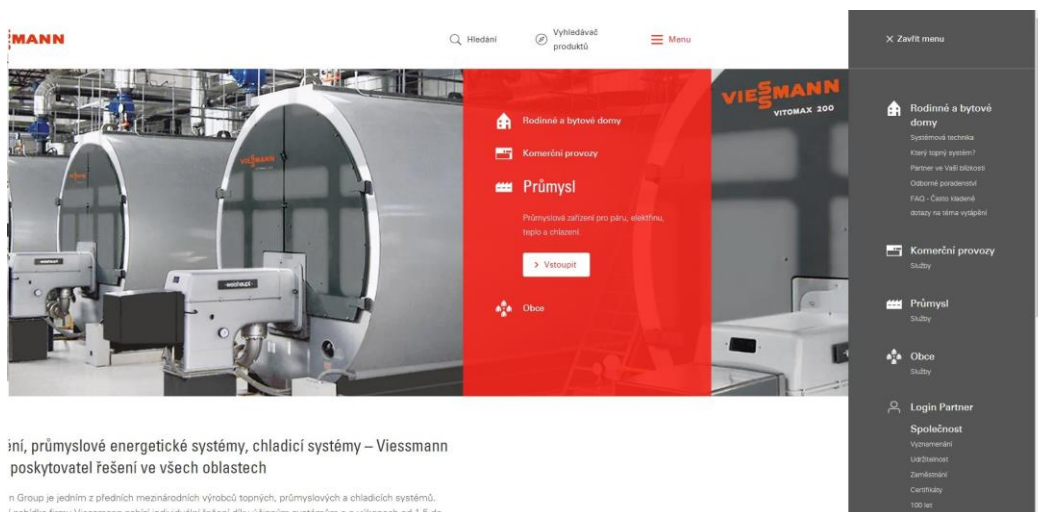 MANN
Hledání
Vyhledávač
produktů
Menu
Zavřít menu
VIESSMANN
VITOMAX 200
VIESSMANN
weishaupt
Rodinné a bytové domy
Komerční provozy
Průmysl
Průmyslová zařízení pro páru, elektřinu,
teplo a chlazení.
> Vstoupit
Obce
Rodinné a bytové
domy
Systémová technika
Který topný systém?
Partner ve Vaší blízkosti
Odborné poradenství
FAQ - Často kladené
dotazy na téma vytápění
Komerční provozy
Služby
Průmysl
Služby
Obce
Služby
Login Partner
Společnost
Vyznamenání
Udržitelnost
Zaměstnání
Certifikáty
100 let
ení, průmyslové energetické systémy, chladicí systémy – Viessmann
poskytovatel řešení ve všech oblastech
n Group je jedním z předních mezinárodních výrobců topných, průmyslových a chladicích systémů.